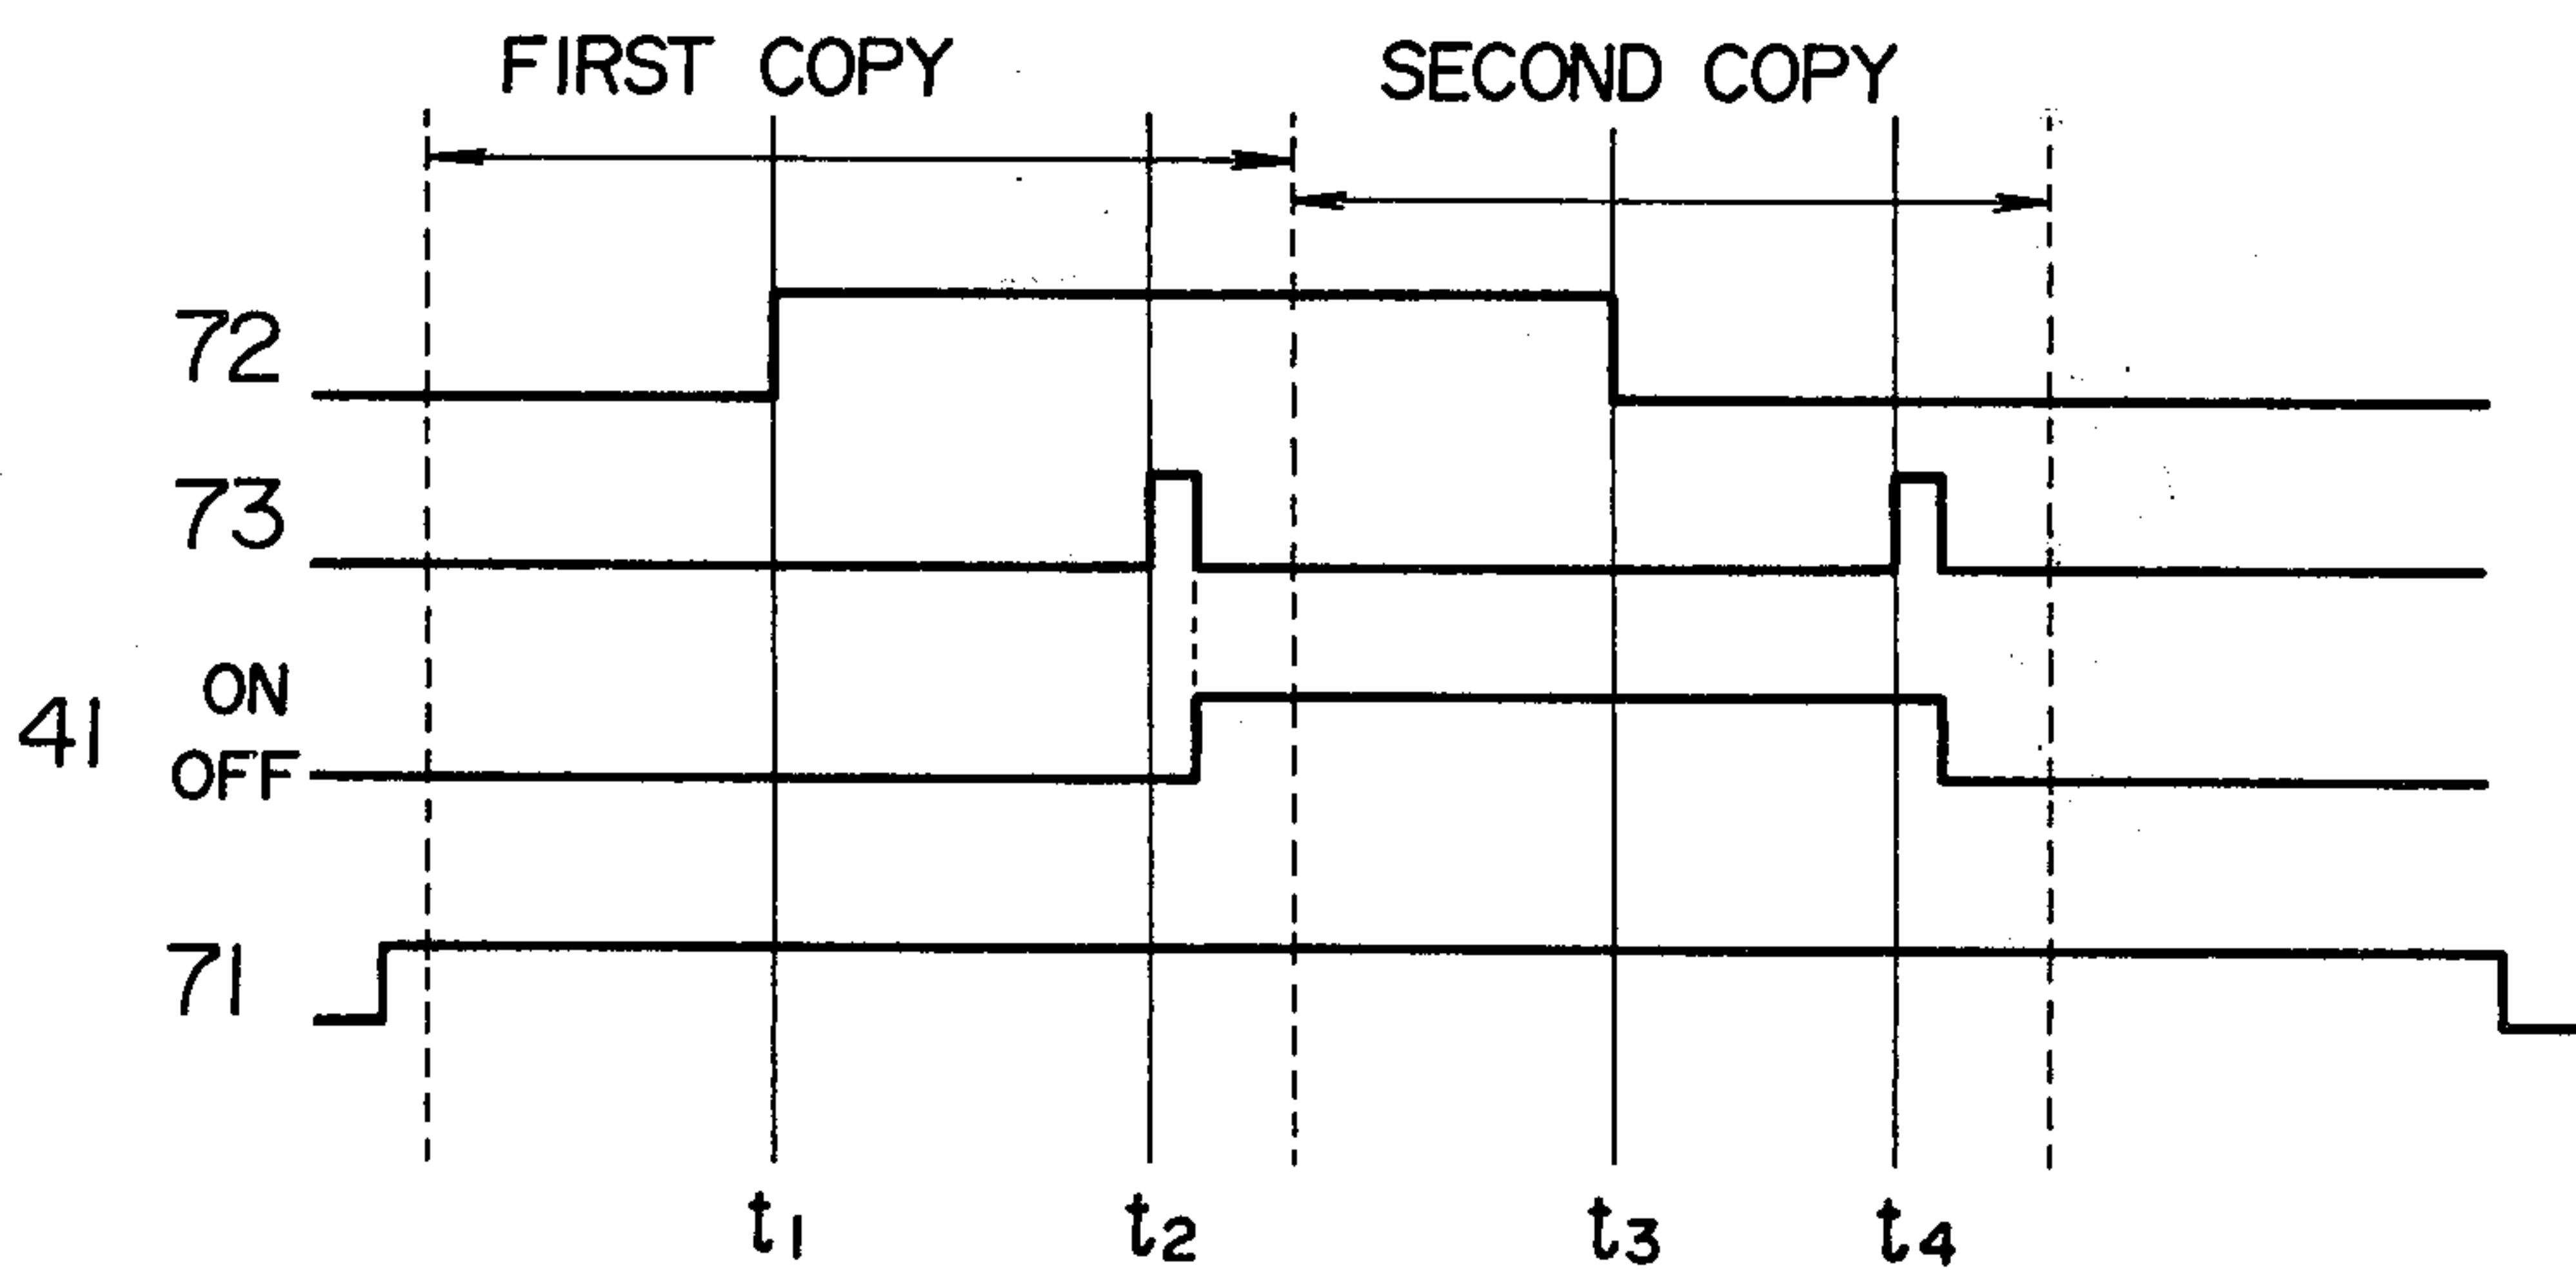 FIRST COPY
SECOND COPY
72
73
41
ON
OFF
71
t1
t2
t3
t4